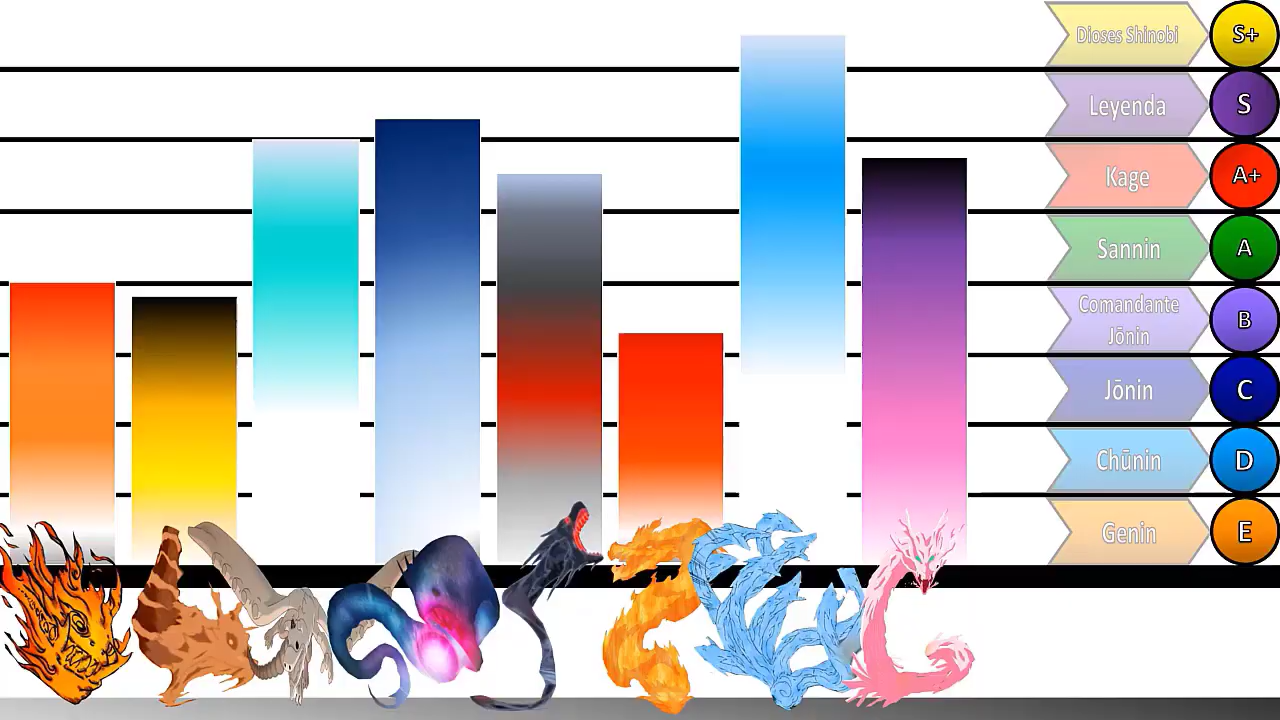 Dioses Shinobi S+
Leyenda S
Kage A+
Sannin A
Comandante
Jōnin B
Jōnin C
Chūnin D
Genin E